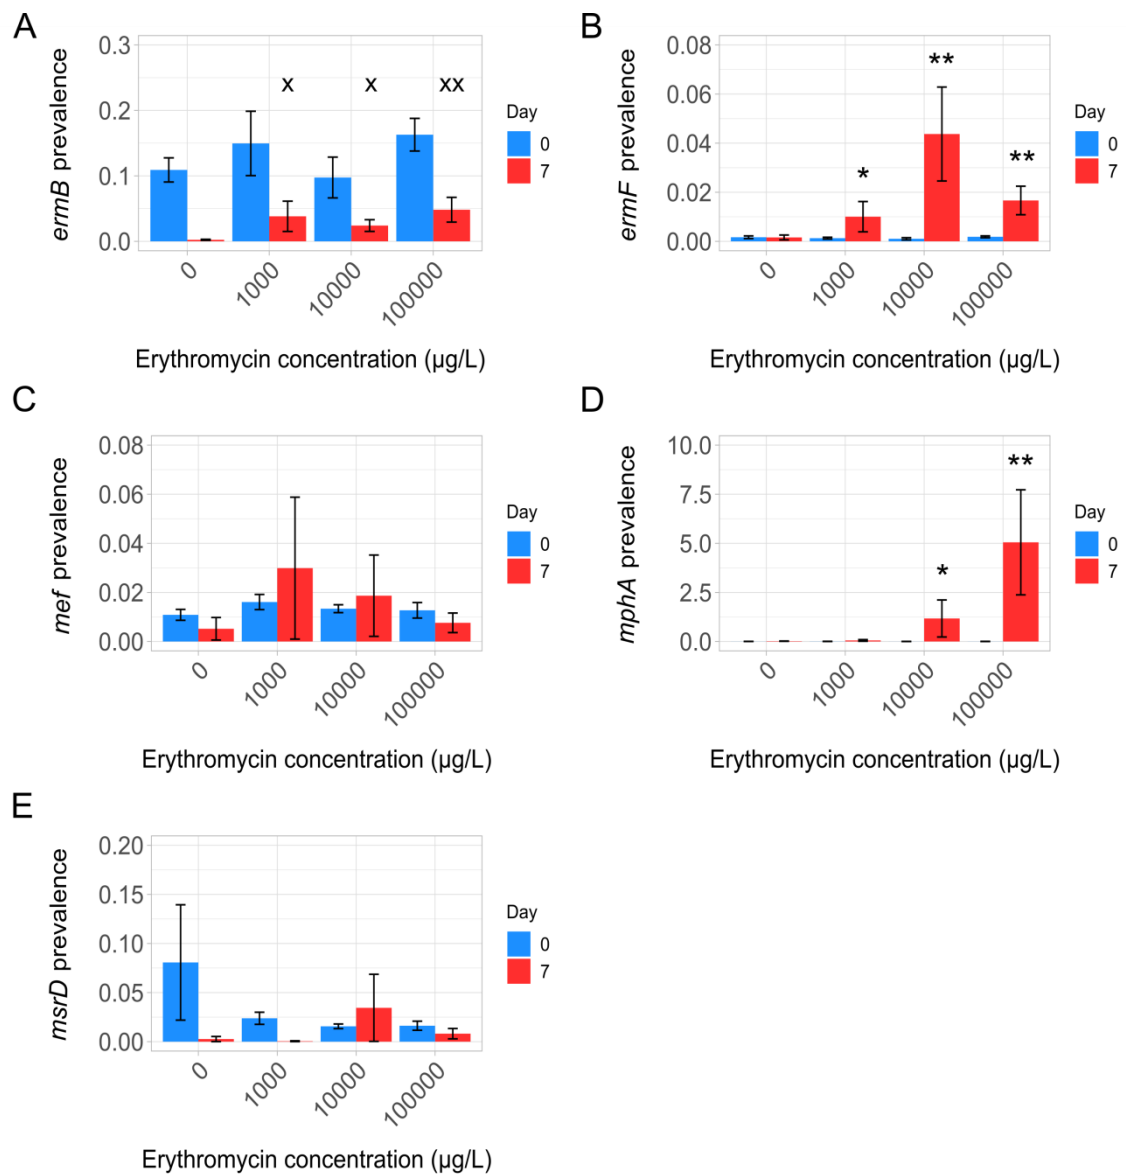 A
ermB prevalence
0.3
0.2
0.1
0.0
x
x
xx
0
1000
10000
100000
Erythromycin concentration (μg/L)
Day
0
7
B
ermF prevalence
0.08
0.06
0.04
0.02
0.00
*
**
**
0
1000
10000
100000
Erythromycin concentration (μg/L)
Day
0
7
C
mef prevalence
0.08
0.06
0.04
0.02
0.00
0
1000
10000
100000
Erythromycin concentration (μg/L)
Day
0
7
D
mphA prevalence
10.0
7.5
5.0
2.5
0.0
*
**
0
1000
10000
100000
Erythromycin concentration (μg/L)
Day
0
7
E
msrD prevalence
0.20
0.15
0.10
0.05
0.00
0
1000
10000
100000
Erythromycin concentration (μg/L)
Day
0
7